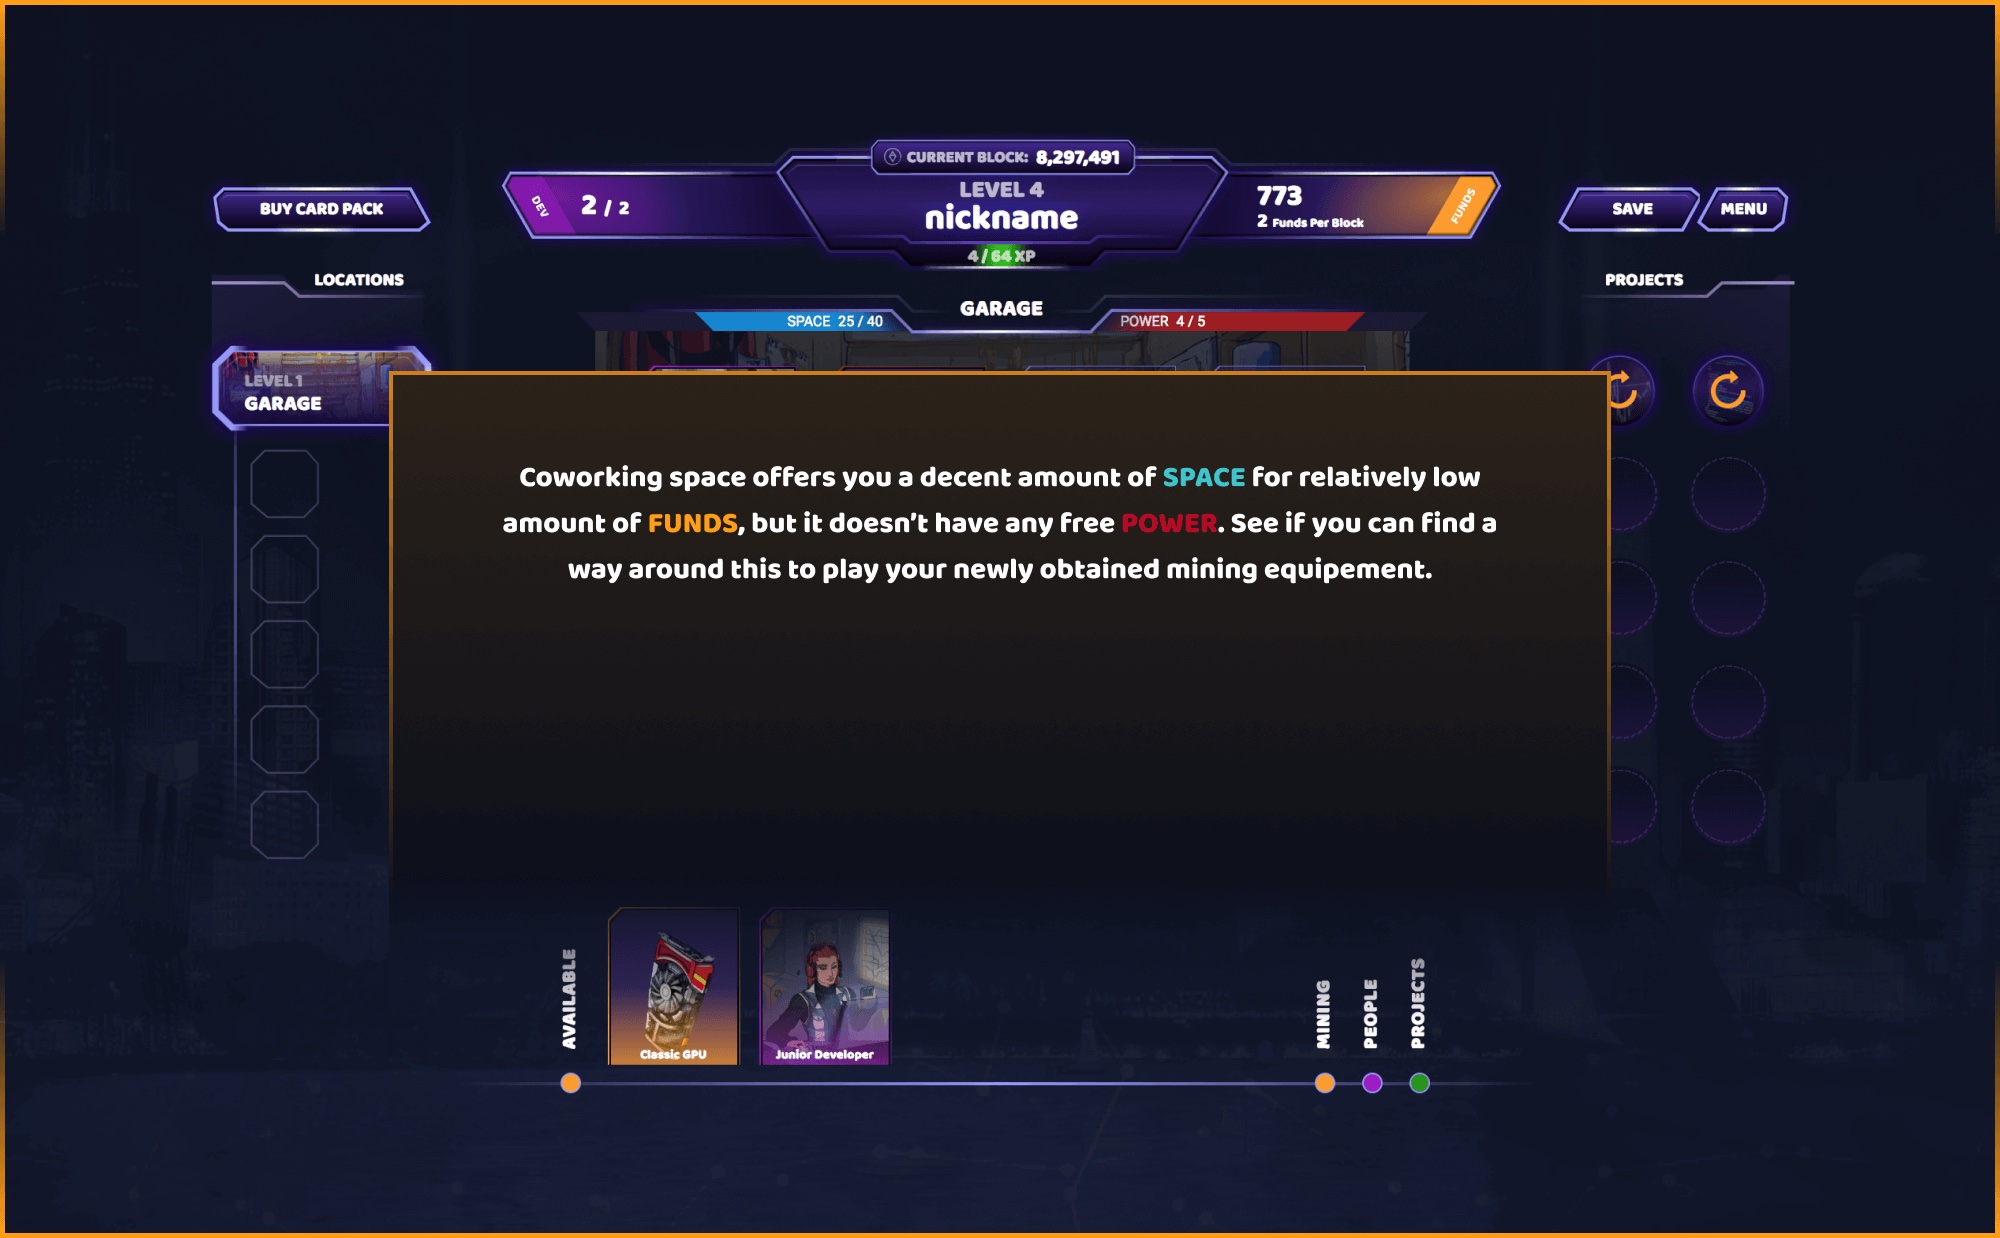 CURRENT BLOCK: 8,297,491
BUY CARD PACK
DEV
2 / 2
LEVEL 4
nickname
4 / 64 XP
773
2 Funds Per Block
FUNDS
SAVE
MENU
LOCATIONS
PROJECTS
GARAGE
SPACE 25 / 40
POWER 4 / 5
LEVEL 1
GARAGE
Coworking space offers you a decent amount of SPACE for relatively low
amount of FUNDS, but it doesn't have any free POWER. See if you can find a
way around this to play your newly obtained mining equipement.
AVAILABLE
Classic GPU
Junior Developer
MINING
PEOPLE
PROJECTS